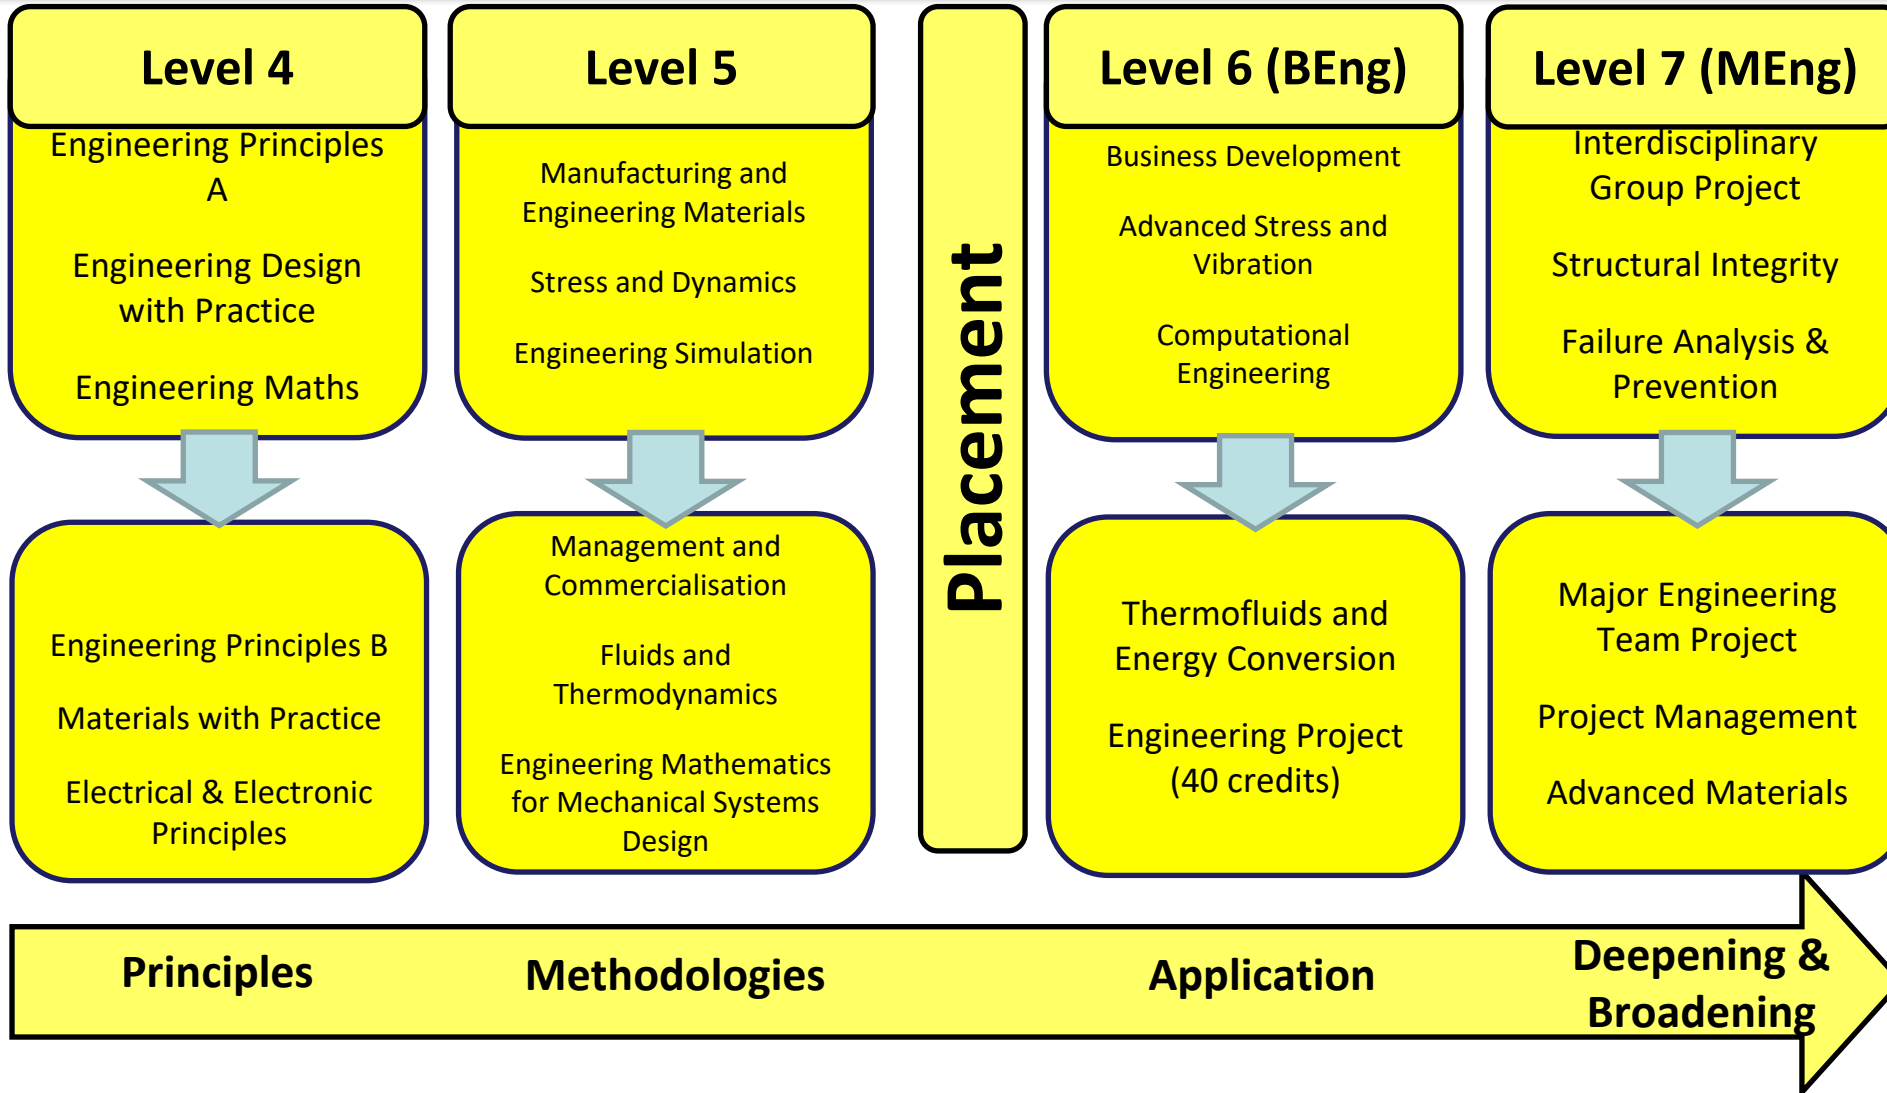 Level 4
Engineering Principles
A
Engineering Design
with Practice
Engineering Maths
Engineering Principles B
Materials with Practice
Electrical & Electronic
Principles
Level 5
Manufacturing and
Engineering Materials
Stress and Dynamics
Engineering Simulation
Management and
Commercialisation
Fluids and
Thermodynamics
Engineering Mathematics
for Mechanical Systems
Design
Placement
Level 6 (BEng)
Business Development
Advanced Stress and
Vibration
Computational
Engineering
Thermofluids and
Energy Conversion
Engineering Project
(40 credits)
Level 7 (MEng)
Interdisciplinary
Group Project
Structural Integrity
Failure Analysis &
Prevention
Major Engineering
Team Project
Project Management
Advanced Materials
Principles
Methodologies
Application
Deepening &
Broadening